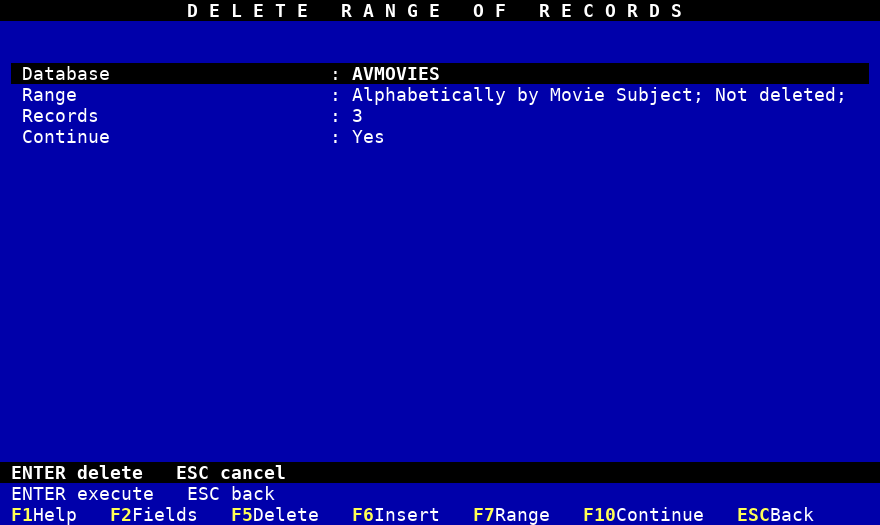 D E L E T E   R A N G E   O F   R E C O R D S
Database : AVMOVIES
Range : Alphabetically by Movie Subject; Not deleted;
Records : 3
Continue : Yes
ENTER delete   ESC cancel
ENTER execute   ESC back
F1Help   F2Fields   F5Delete   F6Insert   F7Range   F10Continue   ESCBack